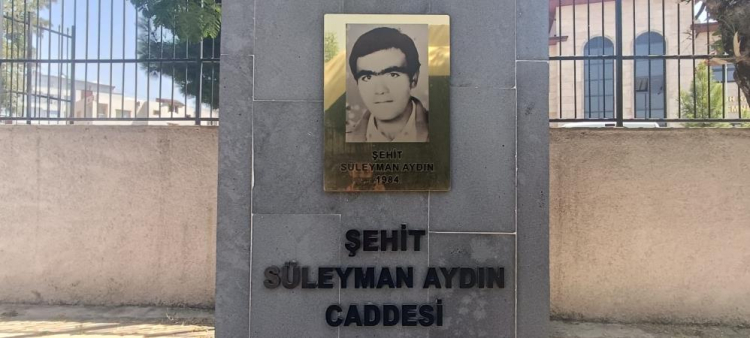 ŞEHİT
SÜLEYMAN AYDIN
1984
ŞEHİT
SÜLEYMAN AYDIN
CADDESİ